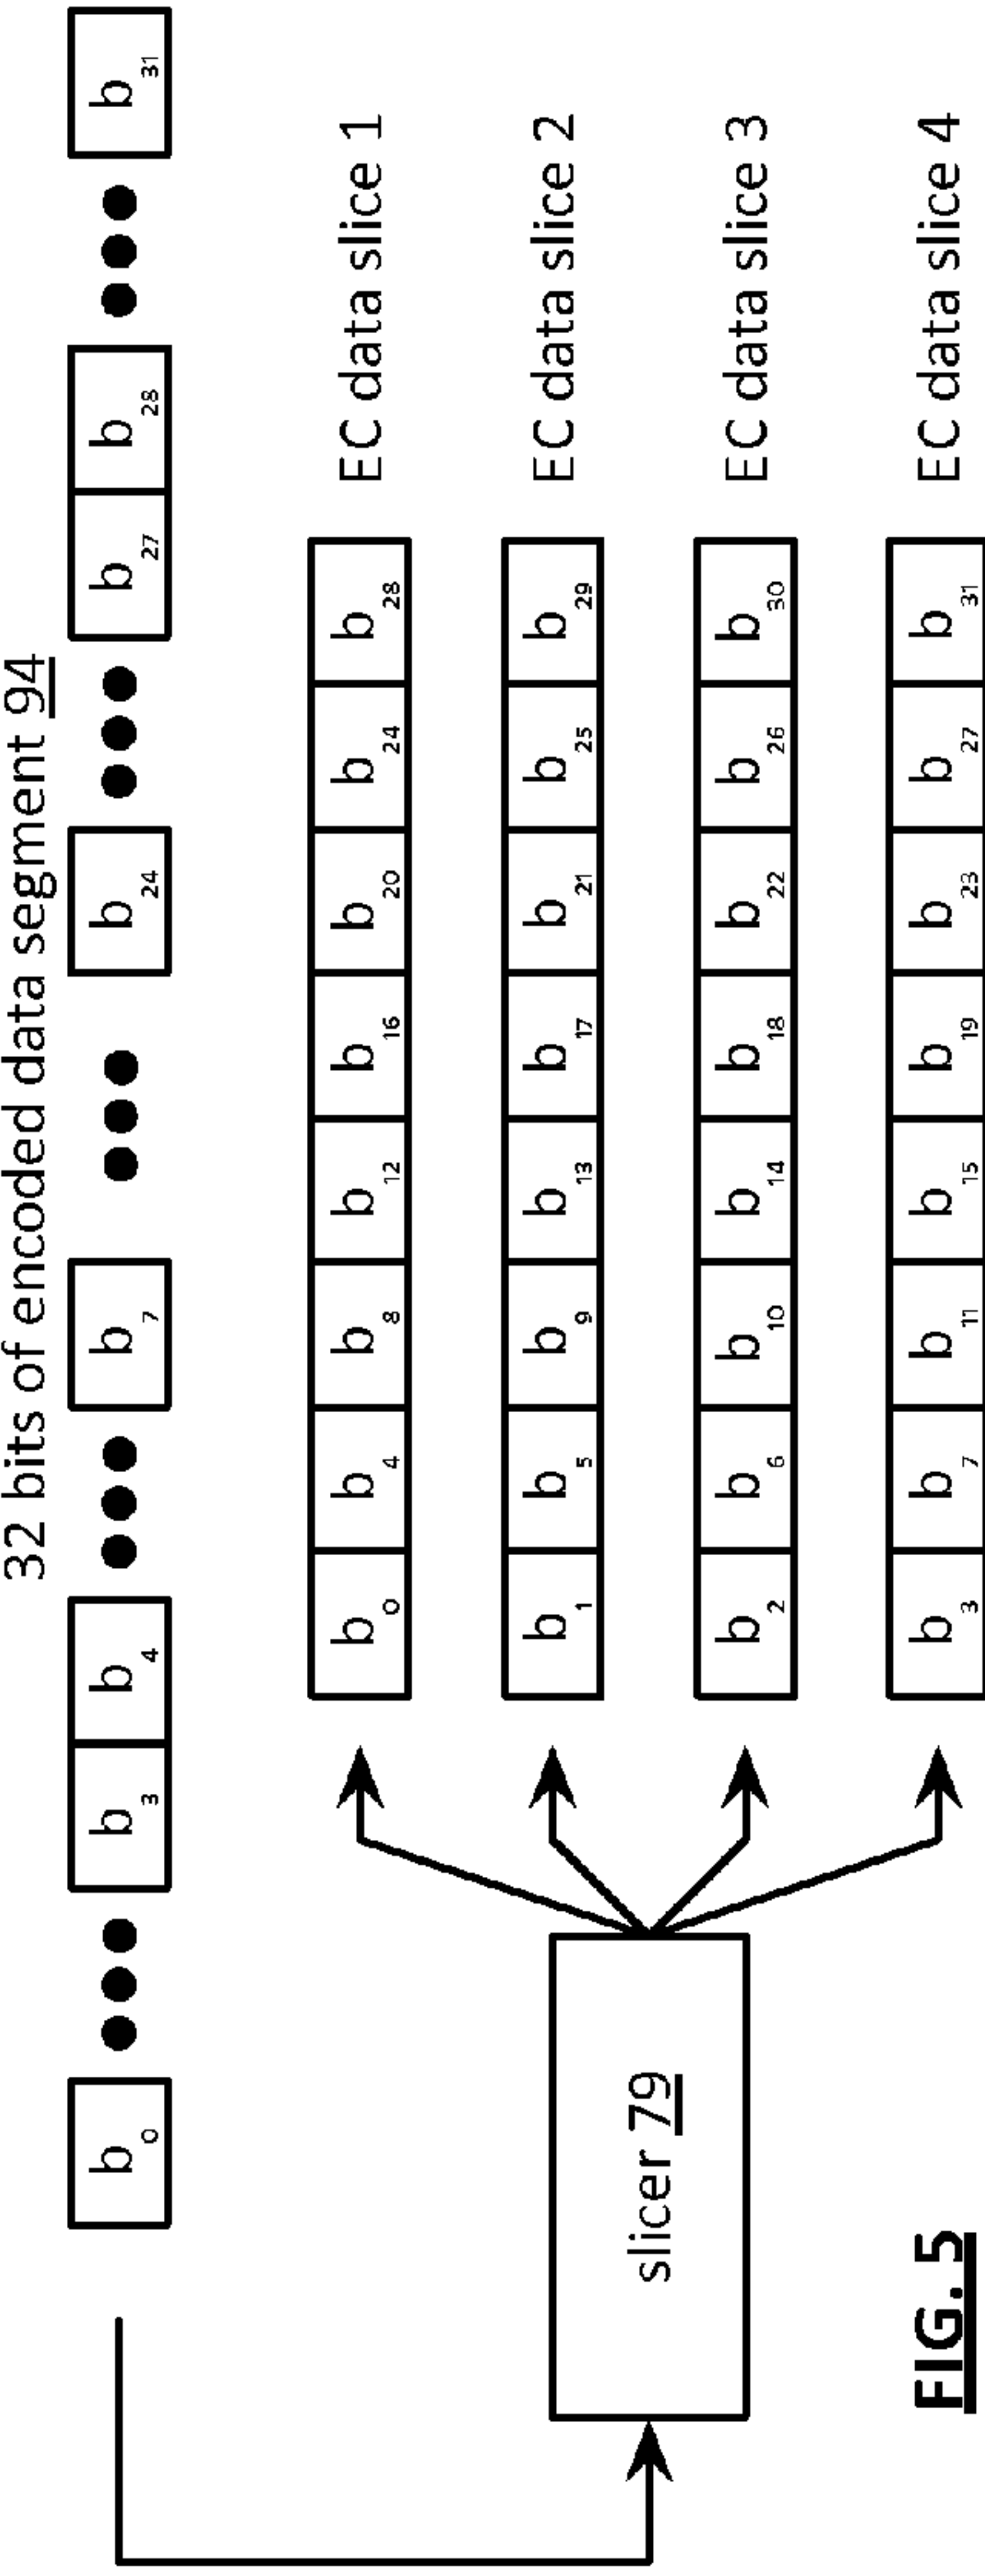 32 bits of encoded data segment 94
b0 b3 b4 b7 b24 b27 b28 b31
b0 b4 b8 b12 b16 b20 b24 b28 EC data slice 1
b1 b5 b9 b13 b17 b21 b25 b29 EC data slice 2
slicer 79
b2 b6 b10 b14 b18 b22 b26 b30 EC data slice 3
b3 b7 b11 b15 b19 b23 b27 b31 EC data slice 4
FIG. 5